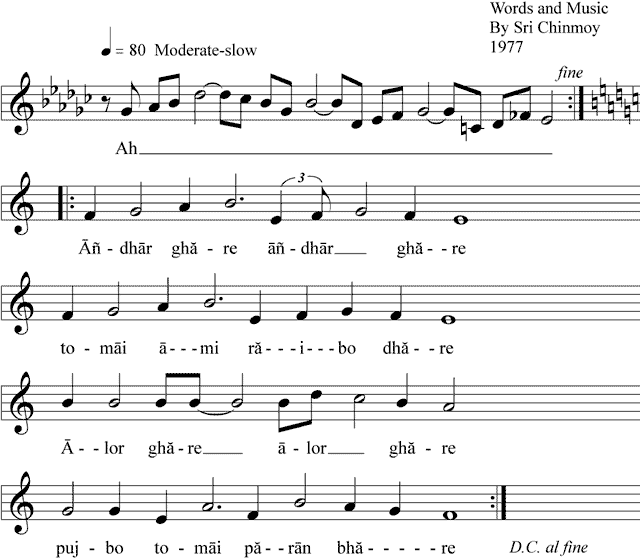 Words and Music
By Sri Chinmoy
1977
♩ = 80 Moderate-slow
fine
Ah
3
Āñ - dhār ghă - re āñ - dhār ghă - - re
to- māi ā - - - mi ră - - - i - - - bo dhă - - re
Ā - - lor ghă - re ā - lor ghă - - re
puj - bo to - māi pă - - rān bhă - - - - - - re
D.C. al fine